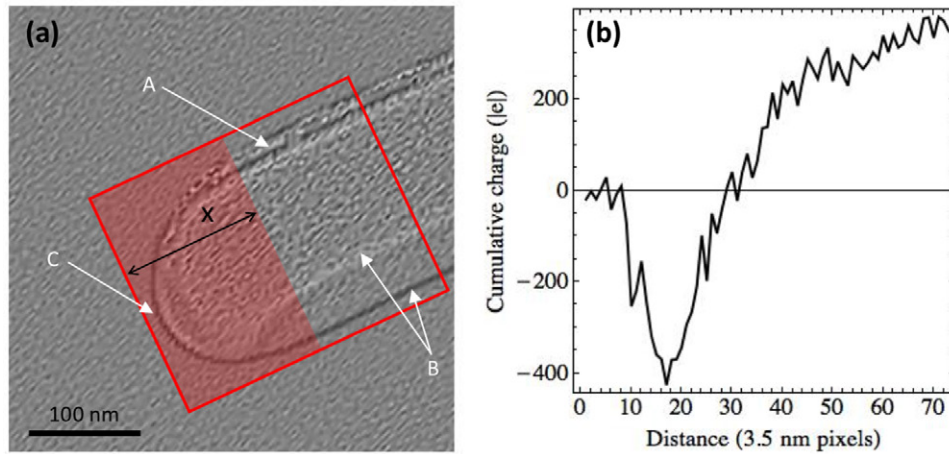 (a)
A
X
C
B
100 nm
(b)
Cumulative charge (|e|)
200
0
−200
−400
0 10 20 30 40 50 60 70
Distance (3.5 nm pixels)